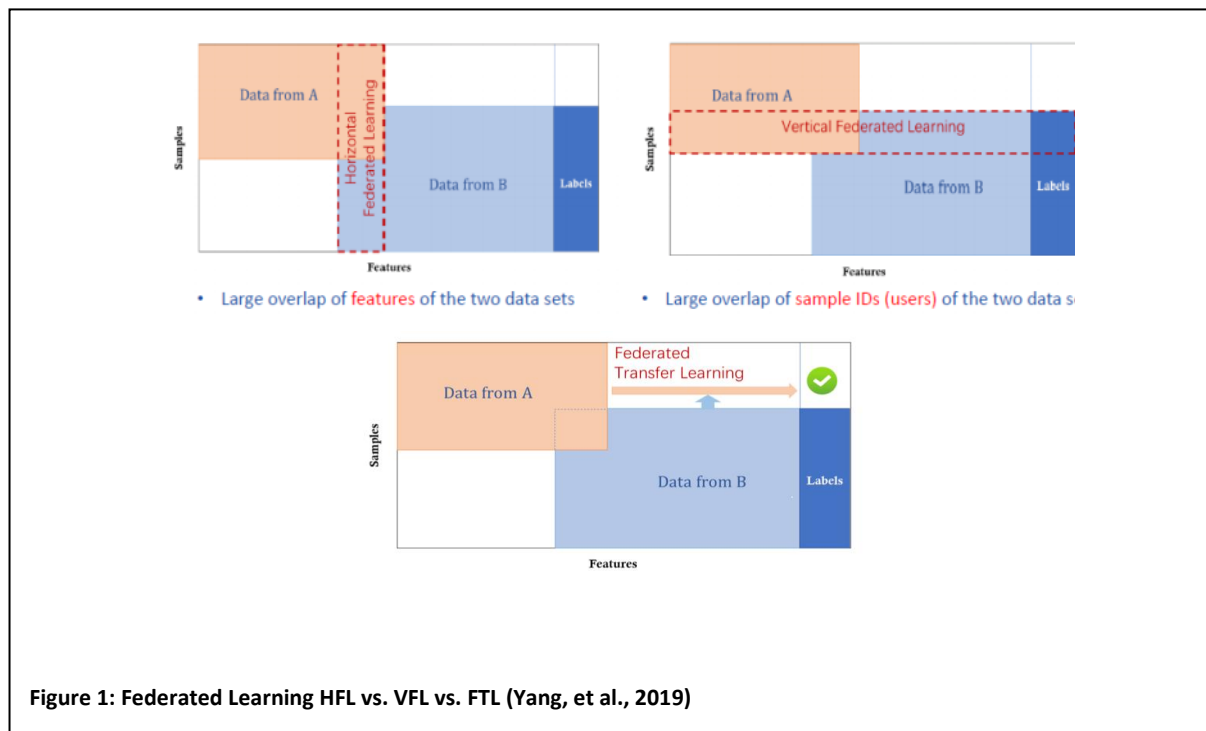 Data from A
Horizontal
Federated Learning
Data from B
Labels
Samples
Features
• Large overlap of features of the two data sets
Data from A
Vertical Federated Learning
Data from B
Labels
Samples
Features
• Large overlap of sample IDs (users) of the two data s
Federated
Transfer Learning
Data from A
Data from B
Labels
Samples
Features
Figure 1: Federated Learning HFL vs. VFL vs. FTL (Yang, et al., 2019)